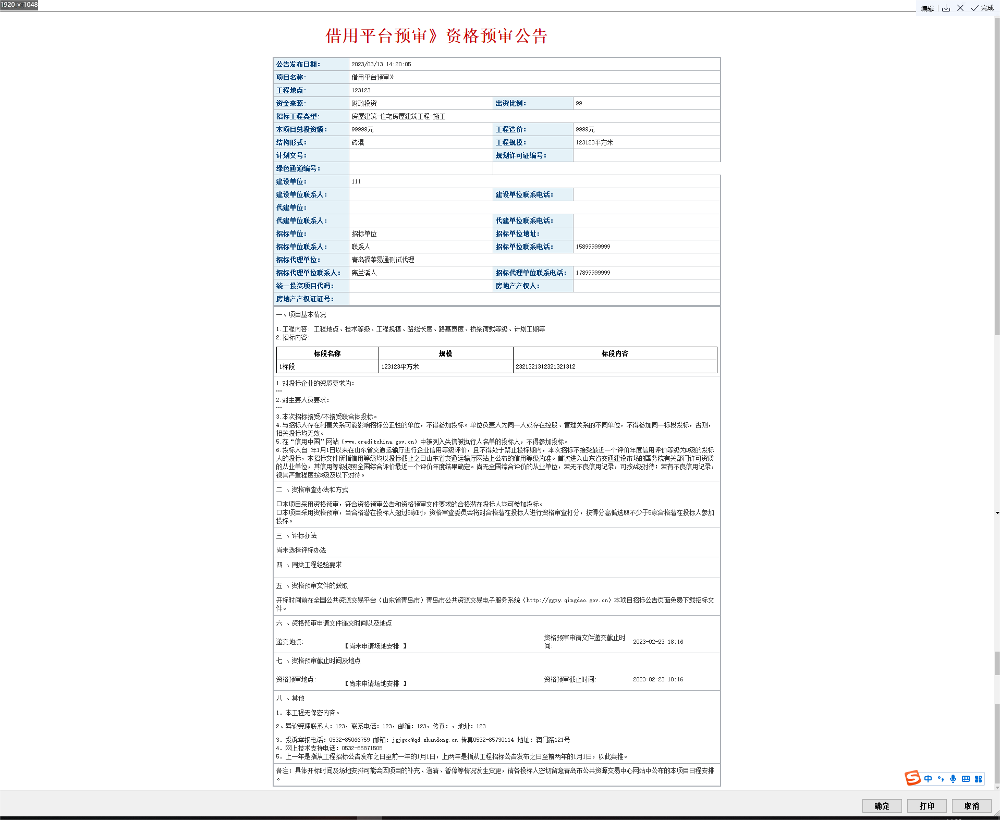 1920 × 1048
编辑
完成
借用平台预审》资格预审公告
公告发布日期： 2023/03/13 14:20:05
项目名称： 借用平台预审》
工程地点： 123123
资金来源： 财政投资 出资比例： 99
招标工程类型： 房屋建筑-住宅房屋建筑工程-施工
本项目总投资额： 99999元 工程造价： 9999元
结构形式： 砖混 工程规模： 123123平方米
计划文号： 规划许可证编号：
绿色通道编号：
建设单位： 111
建设单位联系人： 建设单位联系电话：
代建单位：
代建单位联系人： 代建单位联系电话：
招标单位： 招标单位 招标单位地址：
招标单位联系人： 联系人 招标单位联系电话： 15899999999
招标代理单位： 青岛福莱易通测试代理
招标代理单位联系人： 离兰溪人 招标代理单位联系电话： 17899999999
统一投资项目代码： 房地产产权人：
房地产产权证证号：
一、项目基本情况
1.工程内容：工程地点、技术等级、工程规模、路线长度、路基宽度、桥梁荷载等级、计划工期等
2.招标内容：
标段名称 规模 标段内容
1标段 123123平方米 2321321312321321312
1.对投标企业的资质要求为：
…
2.对主要人员要求：
…
3.本次招标接受/不接受联合体投标。
4.与招标人存在利害关系可能影响招标公正性的单位，不得参加投标。单位负责人为同一人或存在控股、管理关系的不同单位，不得参加同一标段投标，否则，
相关投标均无效。
5.在“信用中国”网站（www.creditchina.gov.cn）中被列入失信被执行人名单的投标人，不得参加投标。
6.投标人自 年1月1日以来在山东省交通运输厅进行企业信用等级评价，且不得处于禁止投标期内，本次招标不接受最近一个评价年度信用评价等级为D级的投标
人的投标，本招标文件所指信用等级均以投标截止之日山东省交通运输厅网站上公布的信用等级为准。首次进入山东省交通建设市场的国务院有关部门许可资质
的从业单位，其信用等级按照全国综合评价最近一个评价年度结果确定。尚无全国综合评价的从业单位，若无不良信用记录，可按A级对待；若有不良信用记录，
视其严重程度按B级及以下对待。
二 、资格审查办法和方式
□本项目采用资格预审，符合资格预审公告和资格预审文件要求的合格潜在投标人均可参加投标。
□本项目采用资格预审，当合格潜在投标人超过5家时，资格审查委员会将对合格潜在投标人进行资格审查打分，按得分高低选取不少于5家合格潜在投标人参加
投标。
三 、评标办法
尚未选择评标办法
四 、同类工程经验要求
五 、资格预审文件的获取
开标时间前在全国公共资源交易平台（山东省青岛市）青岛市公共资源交易电子服务系统（http://ggzy.qingdao.gov.cn）本项目招标公告页面免费下载招标文
件。
六 、资格预审申请文件递交时间以及地点
递交地点： 【尚未申请场地安排 】 资格预审申请文件递交截止时 2023-02-23 18:16
间：
七 、资格预审截止时间及地点
资格预审地点： 【尚未申请场地安排 】 资格预审截止时间： 2023-02-23 18:16
八 、其他
1．本工程无保密内容。
2、异议受理联系人：123，联系电话：123，邮箱：123，传真：，地址：123
3．投诉举报电话：0532-85066759 邮箱：jgjgcc@qd.shandong.cn 传真0532-85730114 地址：澳门路121号
4．网上技术支持电话：0532-85871505
5．上一年是指从工程招标公告发布之日至前一年的1月1日，上两年是指从工程招标公告发布之日至前两年的1月1日，以此类推。
备注：具体开标时间及场地安排可能会因项目的补充、澄清、暂停等情况发生变更，请各投标人密切留意青岛市公共资源交易中心网站中公布的本项目日程安排
。
中
确定 打印 取消